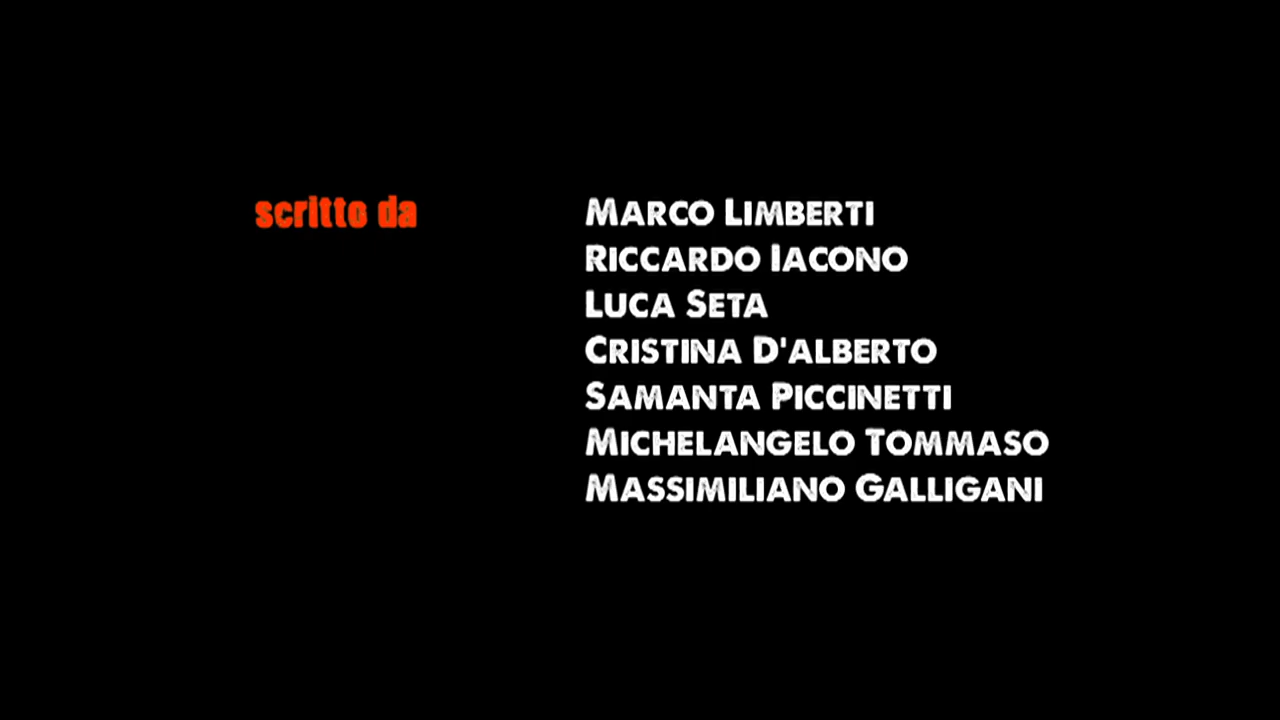 scritto da
Marco Limberti
Riccardo Iacono
Luca Seta
Cristina D'alberto
Samanta Piccinetti
Michelangelo Tommaso
Massimiliano Galligani